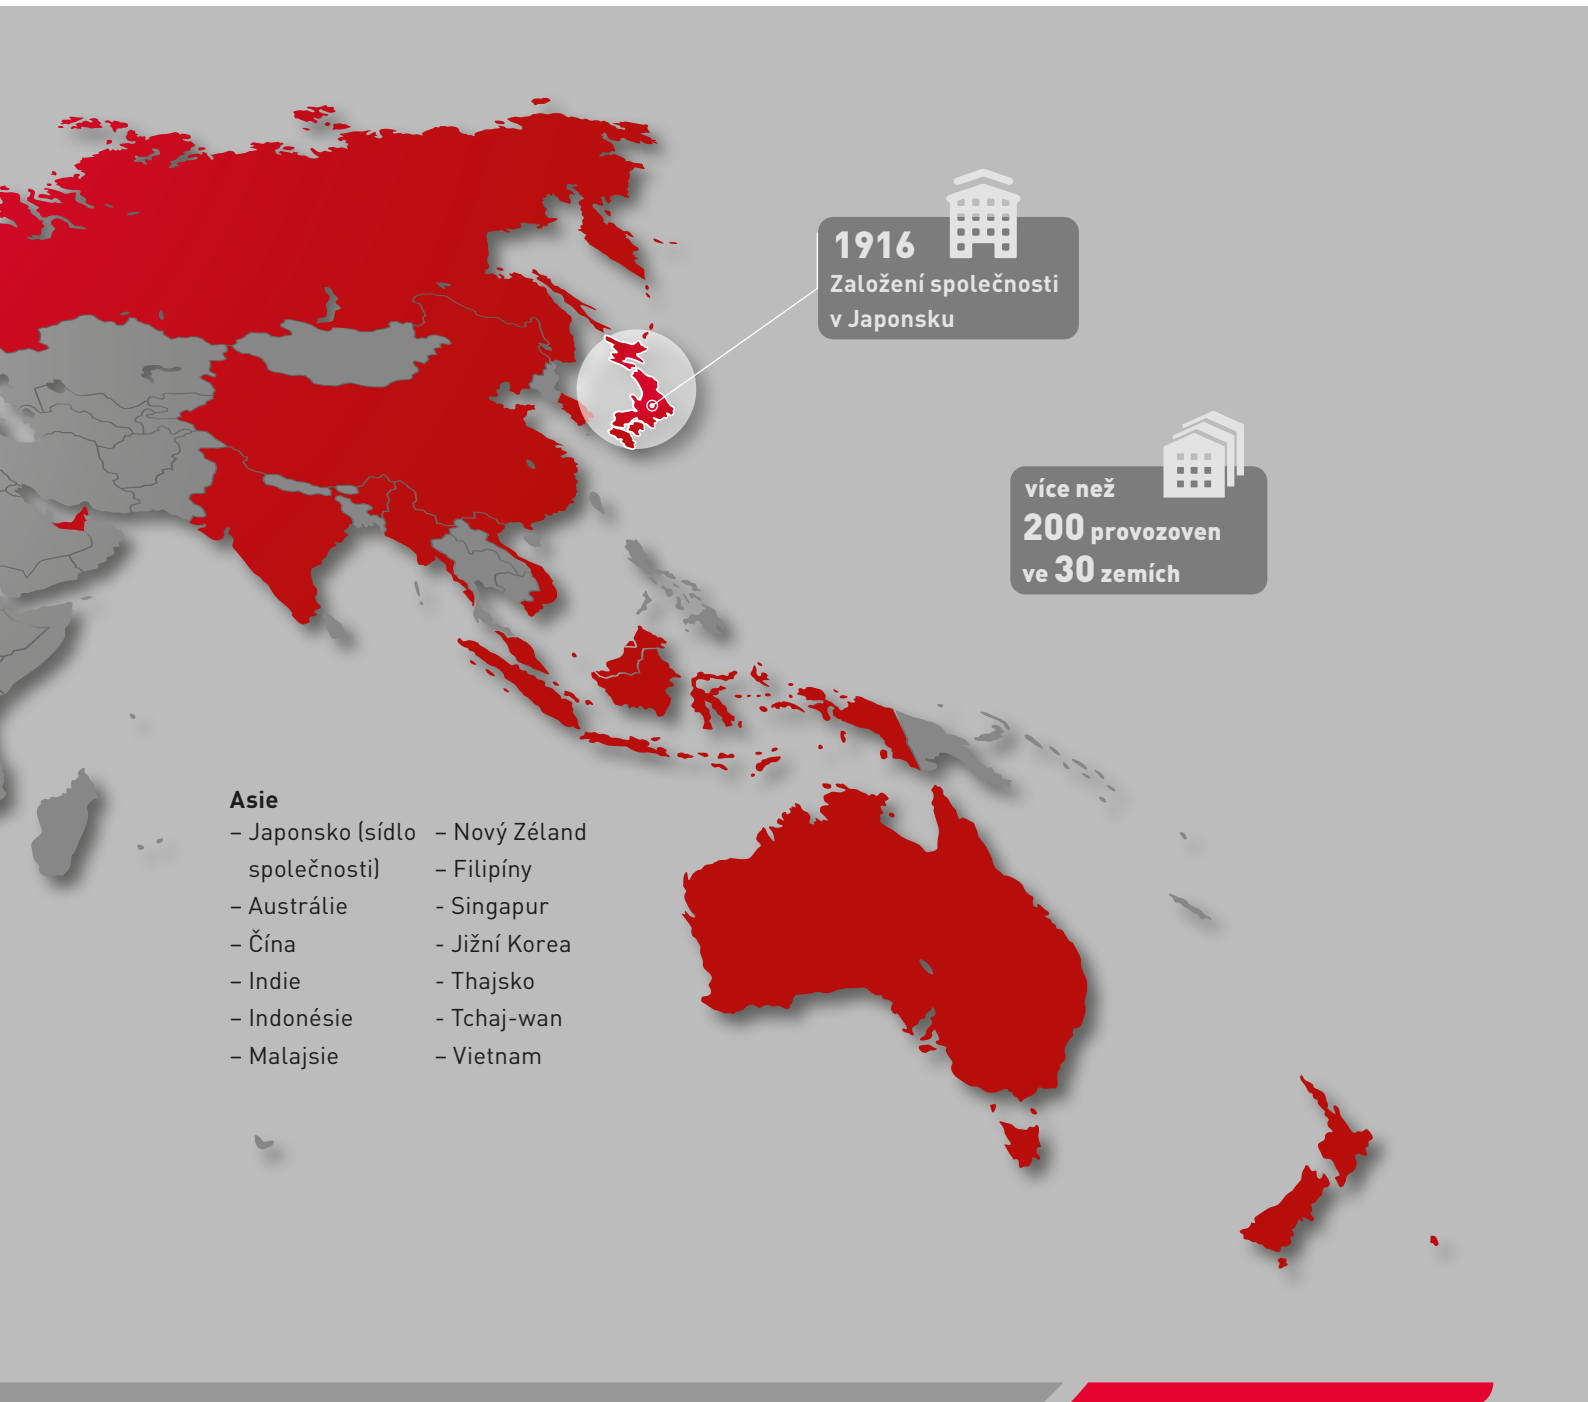 1916
Založení společnosti
v Japonsku
více než
200 provozoven
ve 30 zemích
Asie
– Japonsko (sídlo
společnosti)
– Austrálie
– Čína
– Indie
– Indonésie
– Malajsie
– Nový Zéland
– Filipíny
- Singapur
- Jižní Korea
- Thajsko
- Tchaj-wan
– Vietnam